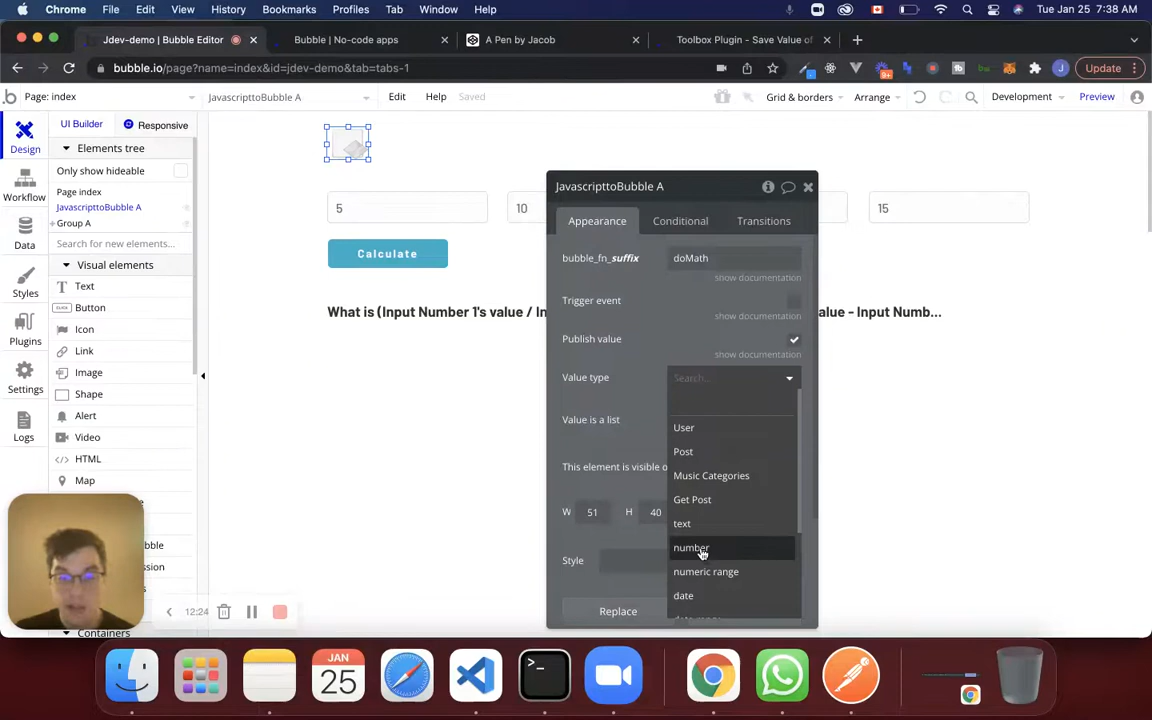 Chrome File Edit View History Bookmarks Profiles Tab Window Help Tue Jan 25 7:38 AM
Jdev-demo | Bubble Editor Bubble | No-code apps A Pen by Jacob Toolbox Plugin - Save Value of
bubble.io/page?name=index&id=jdev-demo&tab=tabs-1 9+ J Update
Page: index JavascripttoBubble A Edit Help Saved Grid & borders Arrange Development Preview
UI Builder Responsive
Design
Elements tree
Only show hideable
Workflow
Page index
JavascripttoBubble A
Group A
Data
Search for new elements...
Visual elements
Styles
Text
Button
Icon
Plugins
Link
Image
Settings
Shape
Alert
Logs
Video
</> HTML
Map
5
10
15
Calculate
What is (Input Number 1's value / In
alue - Input Numb...
JavascripttoBubble A
Appearance Conditional Transitions
bubble_fn_suffix doMath
show documentation
Trigger event
show documentation
Publish value
show documentation
Value type Search...
Value is a list
User
Post
This element is visible o
Music Categories
Get Post
W 51 H 40
text
number
Style
numeric range
date
Replace
bble
ssion
Containers
12:24
JAN
25